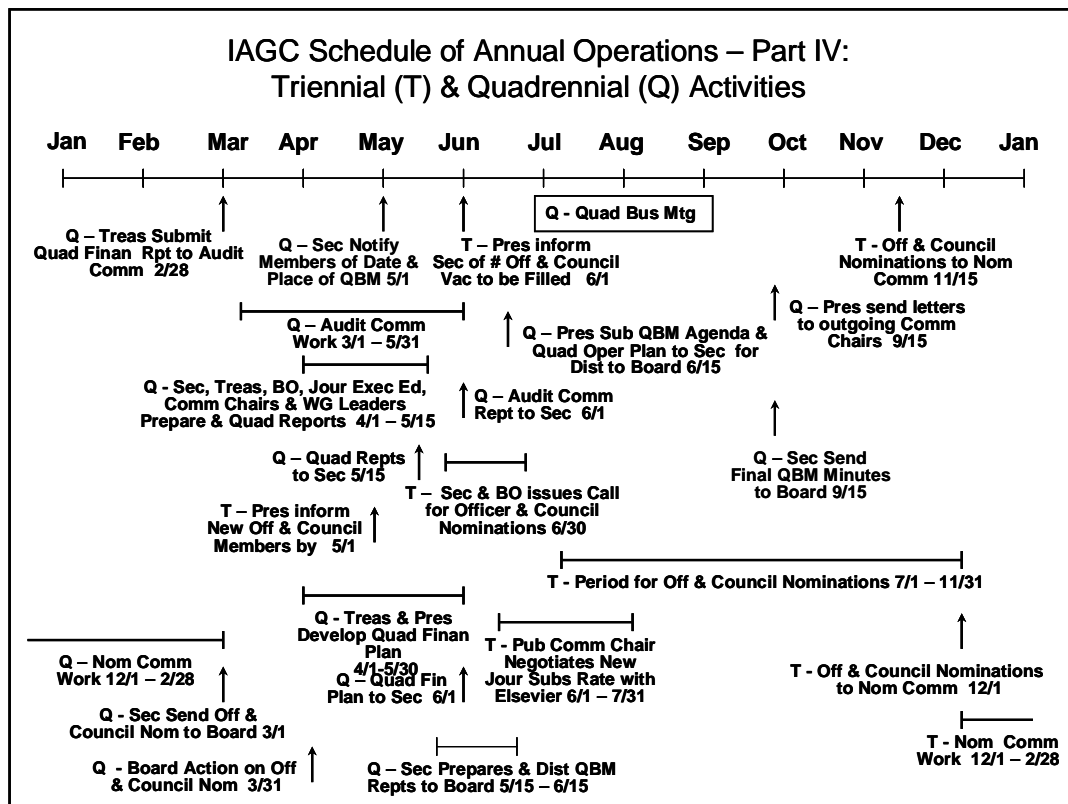 IAGC Schedule of Annual Operations – Part IV:
Triennial (T) & Quadrennial (Q) Activities
Jan Feb Mar Apr May Jun Jul Aug Sep Oct Nov Dec Jan
Q – Treas Submit
Quad Finan Rpt to Audit
Comm 2/28
Q – Sec Notify
Members of Date &
Place of QBM 5/1
T – Pres inform
Sec of # Off & Council
Vac to be Filled 6/1
Q - Quad Bus Mtg
T - Off & Council
Nominations to Nom
Comm 11/15
Q – Audit Comm
Work 3/1 – 5/31
Q – Pres Sub QBM Agenda &
Quad Oper Plan to Sec for
Dist to Board 6/15
Q – Pres send letters
to outgoing Comm
Chairs 9/15
Q - Sec, Treas, BO, Jour Exec Ed,
Comm Chairs & WG Leaders
Prepare & Quad Reports 4/1 – 5/15
Q – Audit Comm
Rept to Sec 6/1
Q – Quad Repts
to Sec 5/15
T – Sec & BO issues Call
for Officer & Council
Nominations 6/30
Q – Sec Send
Final QBM Minutes
to Board 9/15
T – Pres inform
New Off & Council
Members by 5/1
T - Period for Off & Council Nominations 7/1 – 11/31
Q - Treas & Pres
Develop Quad Finan
Plan
4/1-5/30
Q – Quad Fin
Plan to Sec 6/1
T - Pub Comm Chair
Negotiates New
Jour Subs Rate with
Elsevier 6/1 – 7/31
Q – Nom Comm
Work 12/1 – 2/28
T - Off & Council Nominations
to Nom Comm 12/1
Q - Sec Send Off &
Council Nom to Board 3/1
T - Nom Comm
Work 12/1 – 2/28
Q - Board Action on Off
& Council Nom 3/31
Q – Sec Prepares & Dist QBM
Repts to Board 5/15 – 6/15